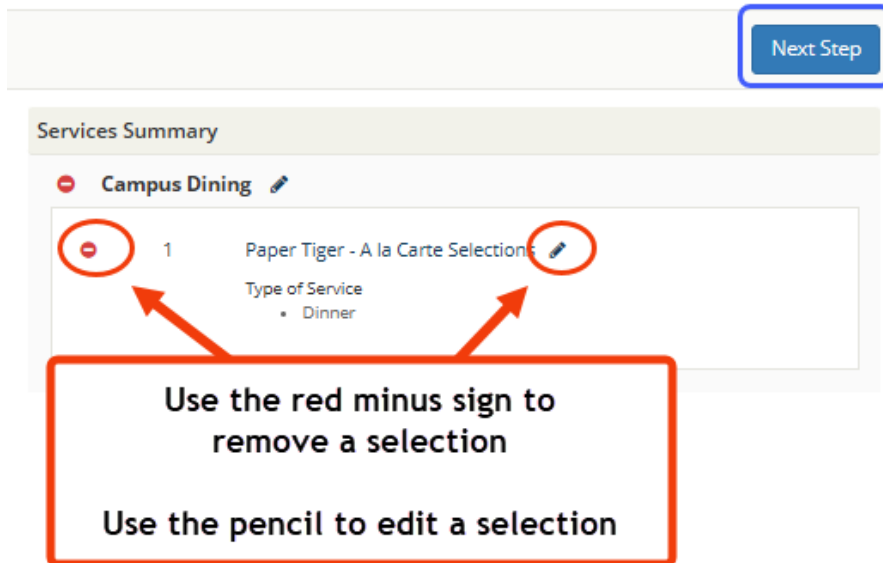 Next Step
Services Summary
Campus Dining
1 Paper Tiger - A la Carte Selections
Type of Service
• Dinner
Use the red minus sign to
remove a selection
Use the pencil to edit a selection